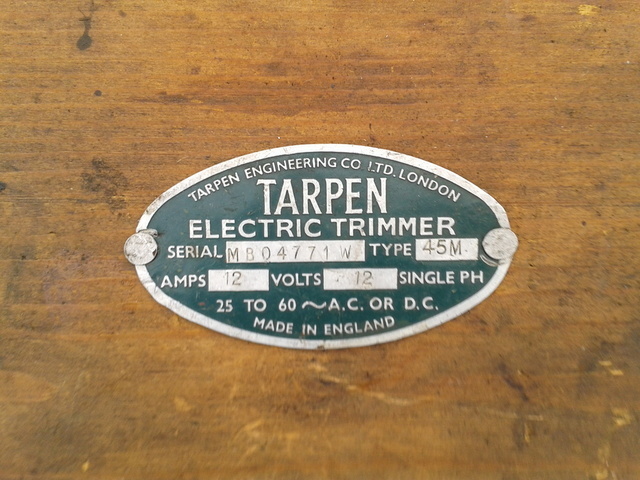 TARPEN ENGINEERING CO LTD. LONDON
TARPEN
ELECTRIC TRIMMER
SERIAL MB04771W TYPE 45M
AMPS 12 VOLTS 12 SINGLE PH
25 TO 60 ~ A.C. OR D.C.
MADE IN ENGLAND